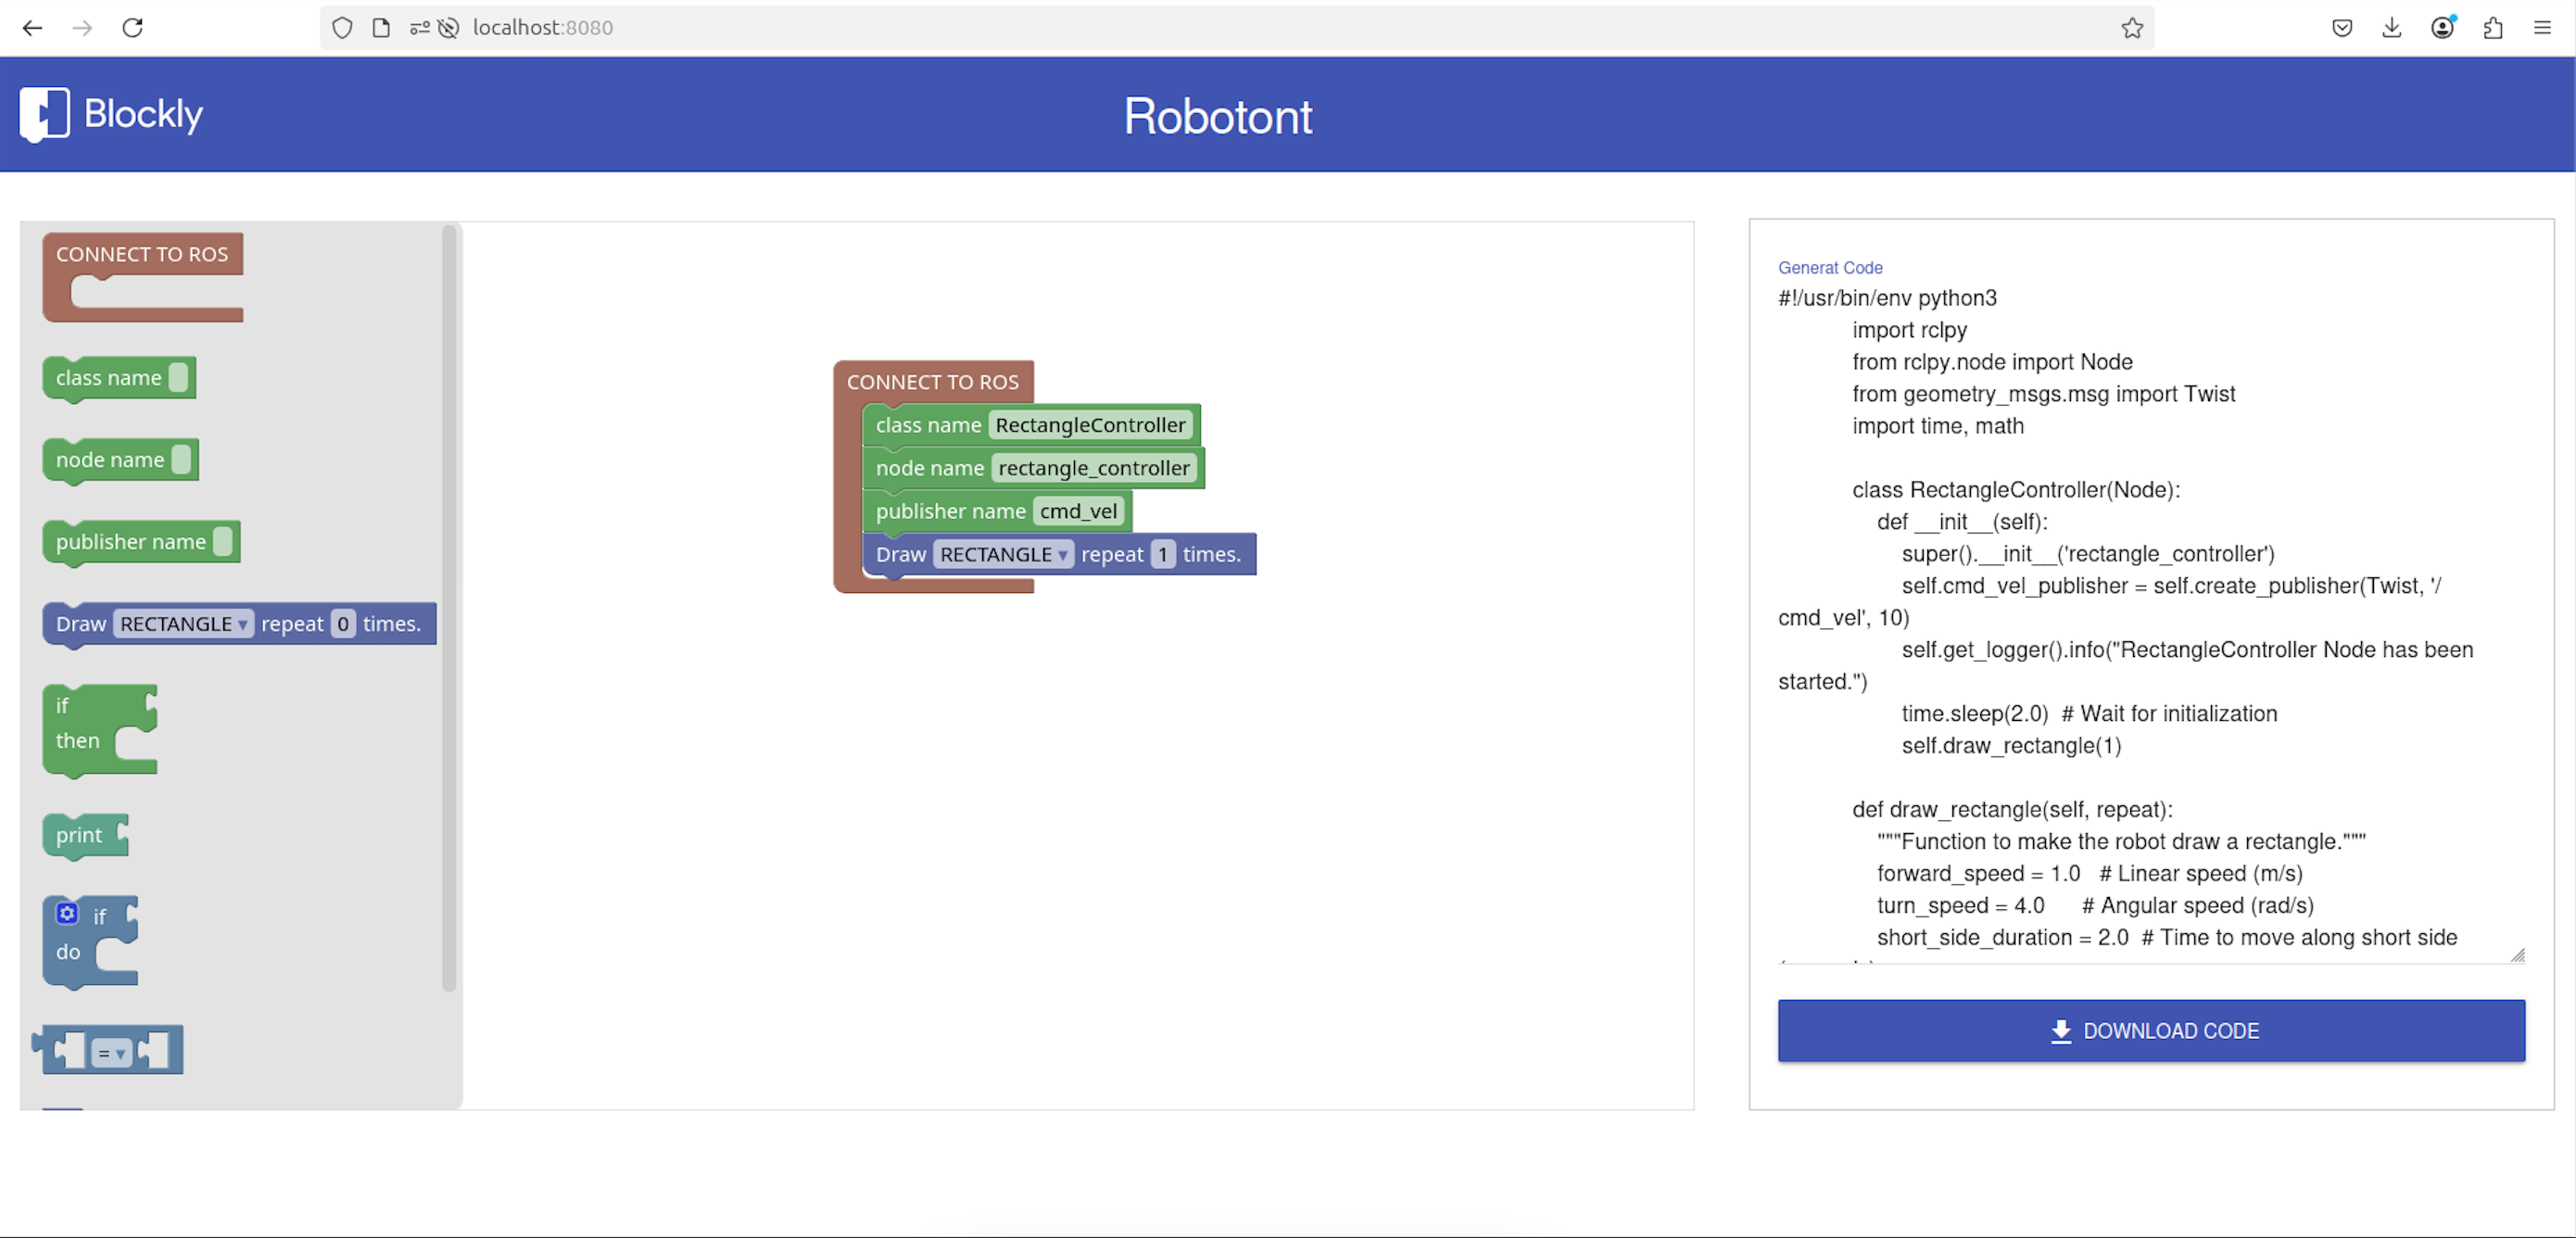 localhost:8080
Blockly
Robotont
CONNECT TO ROS
class name
node name
publisher name
Draw RECTANGLE ▾ repeat 0 times.
if
then
print
if
do
= ▾
CONNECT TO ROS
class name RectangleController
node name rectangle_controller
publisher name cmd_vel
Draw RECTANGLE ▾ repeat 1 times.
Generat Code
#!/usr/bin/env python3
import rclpy
from rclpy.node import Node
from geometry_msgs.msg import Twist
import time, math
class RectangleController(Node):
def __init__(self):
super().__init__('rectangle_controller')
self.cmd_vel_publisher = self.create_publisher(Twist, '/
cmd_vel', 10)
self.get_logger().info("RectangleController Node has been
started.")
time.sleep(2.0)  # Wait for initialization
self.draw_rectangle(1)
def draw_rectangle(self, repeat):
"""Function to make the robot draw a rectangle."""
forward_speed = 1.0   # Linear speed (m/s)
turn_speed = 4.0      # Angular speed (rad/s)
short_side_duration = 2.0  # Time to move along short side
DOWNLOAD CODE